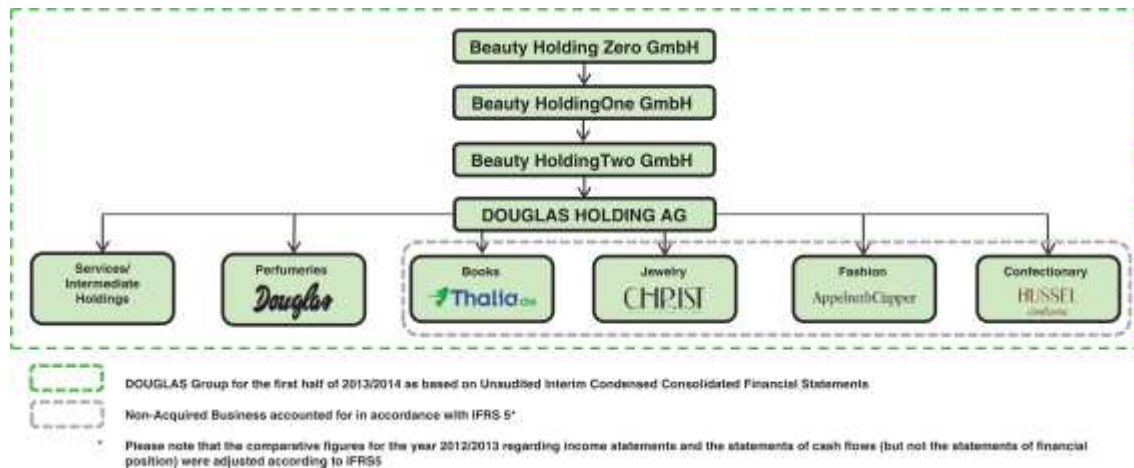 Beauty Holding Zero GmbH
Beauty HoldingOne GmbH
Beauty HoldingTwo GmbH
DOUGLAS HOLDING AG
Services/
Intermediate
Holdings
Perfumeries
Douglas
Books
Thalia.de
Jewelry
CHRIST
Fashion
AppelrathCüpper
Confectionary
HUSSEL
DOUGLAS Group for the first half of 2013/2014 as based on Unsaudited Interim Condensed Consolidated Financial Statements
Non-Acquired Business accounted for in accordance with IFRS 5*
* Please note that the comparative figures for the year 2012/2013 regarding income statements and the statements of cash flows (but not the statements of financial
position) were adjusted according to IFRS5